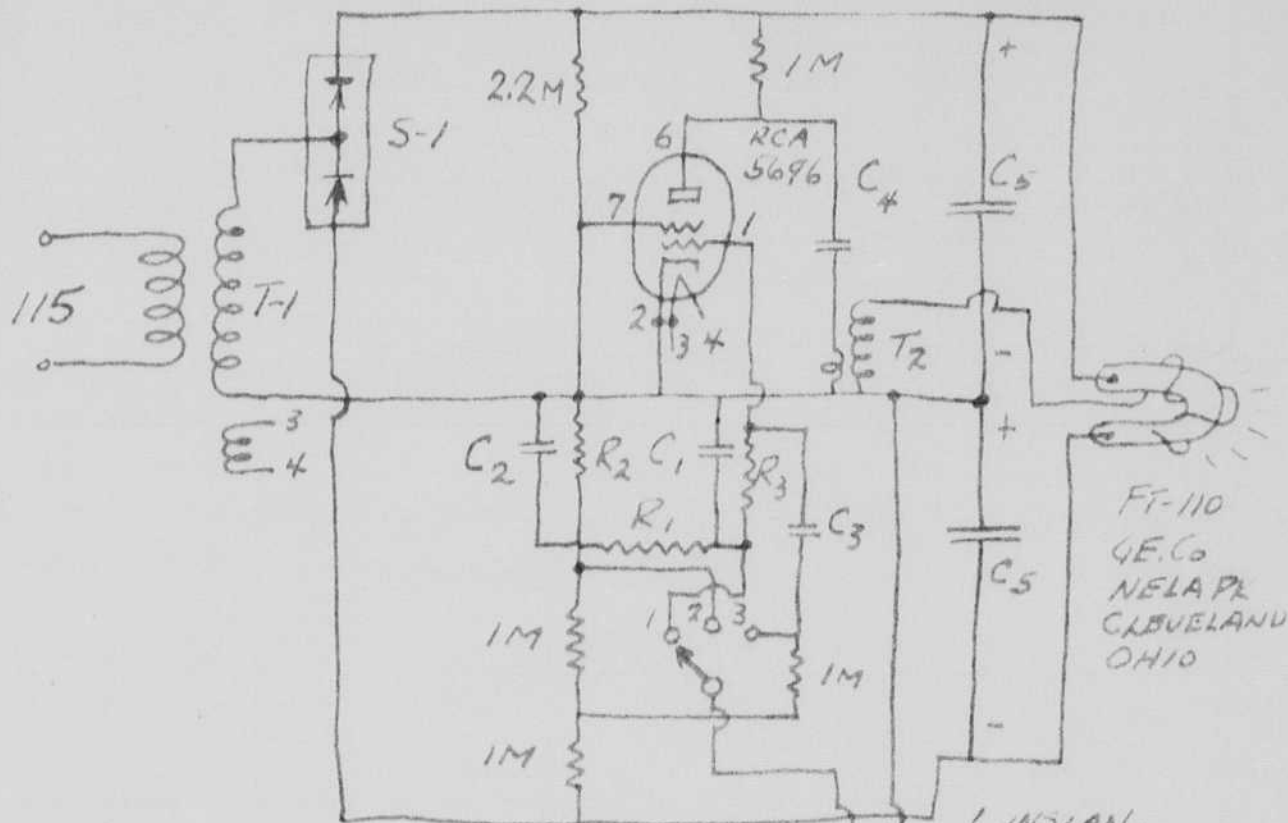 1M
2.2M
S-1
6
RCA
5696
C4
C5
+
7
1
115
T-1
2
3
4
T2
-
3
4
C2
R2
C1
R3
+
R1
C3
C5
FT-110
GE.Co
NELA PK
CLEVELAND
OHIO
1
2
3
1M
1M
1M
-